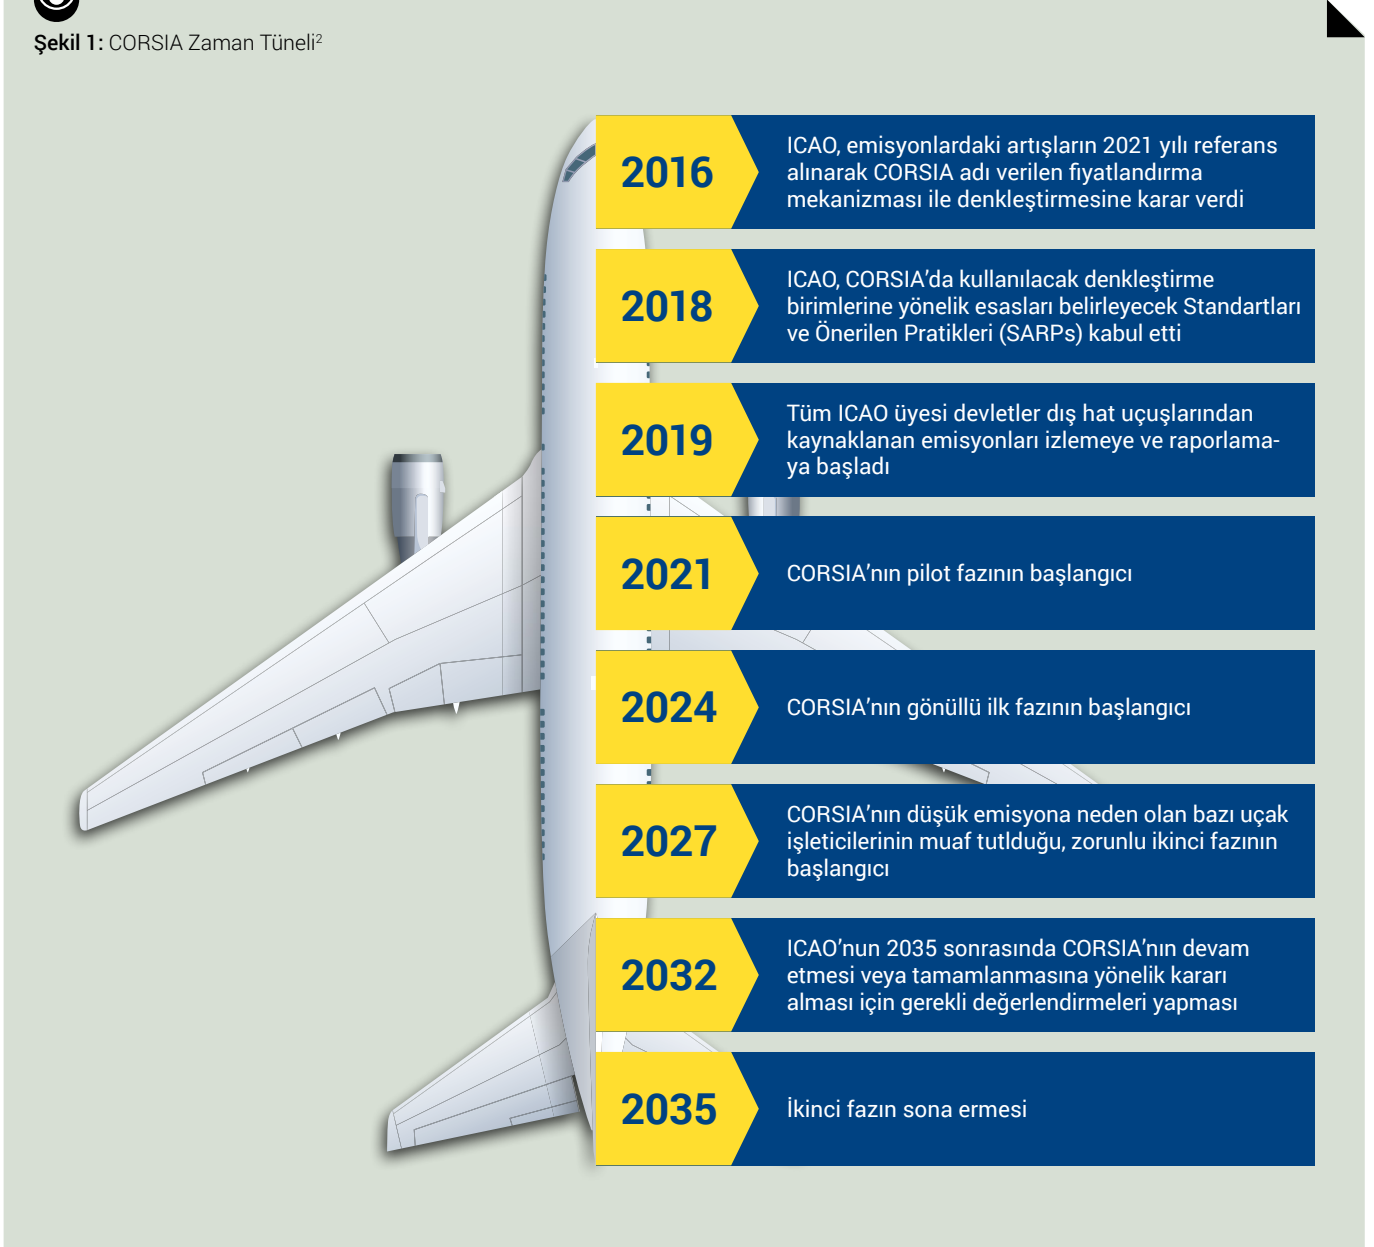 Şekil 1: CORSIA Zaman Tüneli²
2016
ICAO, emisyonlardaki artışların 2021 yılı referans
alınarak CORSIA adı verilen fiyatlandırma
mekanizması ile denkleştirmesine karar verdi
2018
ICAO, CORSIA’da kullanılacak denkleştirme
birimlerine yönelik esasları belirleyecek Standartları
ve Önerilen Pratikleri (SARPs) kabul etti
2019
Tüm ICAO üyesi devletler dış hat uçuşlarından
kaynaklanan emisyonları izlemeye ve raporlama-
ya başladı
2021
CORSIA’nın pilot fazının başlangıcı
2024
CORSIA’nın gönüllü ilk fazının başlangıcı
2027
CORSIA’nın düşük emisyona neden olan bazı uçak
işleticilerinin muaf tutlduğu, zorunlu ikinci fazının
başlangıcı
2032
ICAO’nun 2035 sonrasında CORSIA’nın devam
etmesi veya tamamlanmasına yönelik kararı
alması için gerekli değerlendirmeleri yapması
2035
İkinci fazın sona ermesi